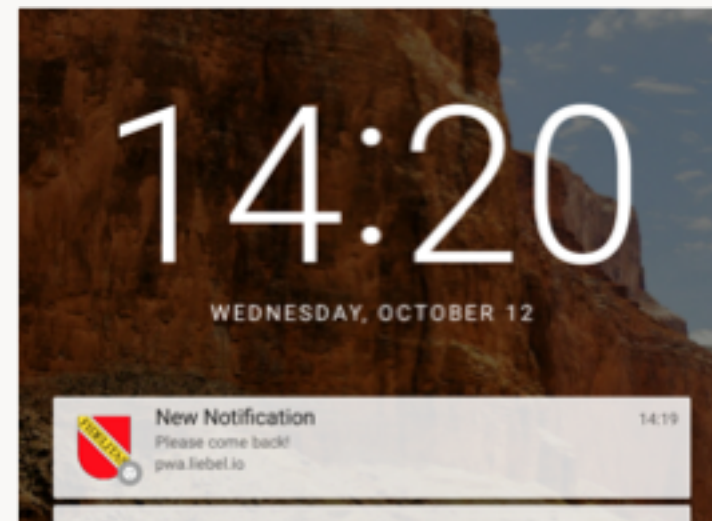 14:20
WEDNESDAY, OCTOBER 12
New Notification
14:19
Please come back!
pwa.liebel.io
FIDELITAS